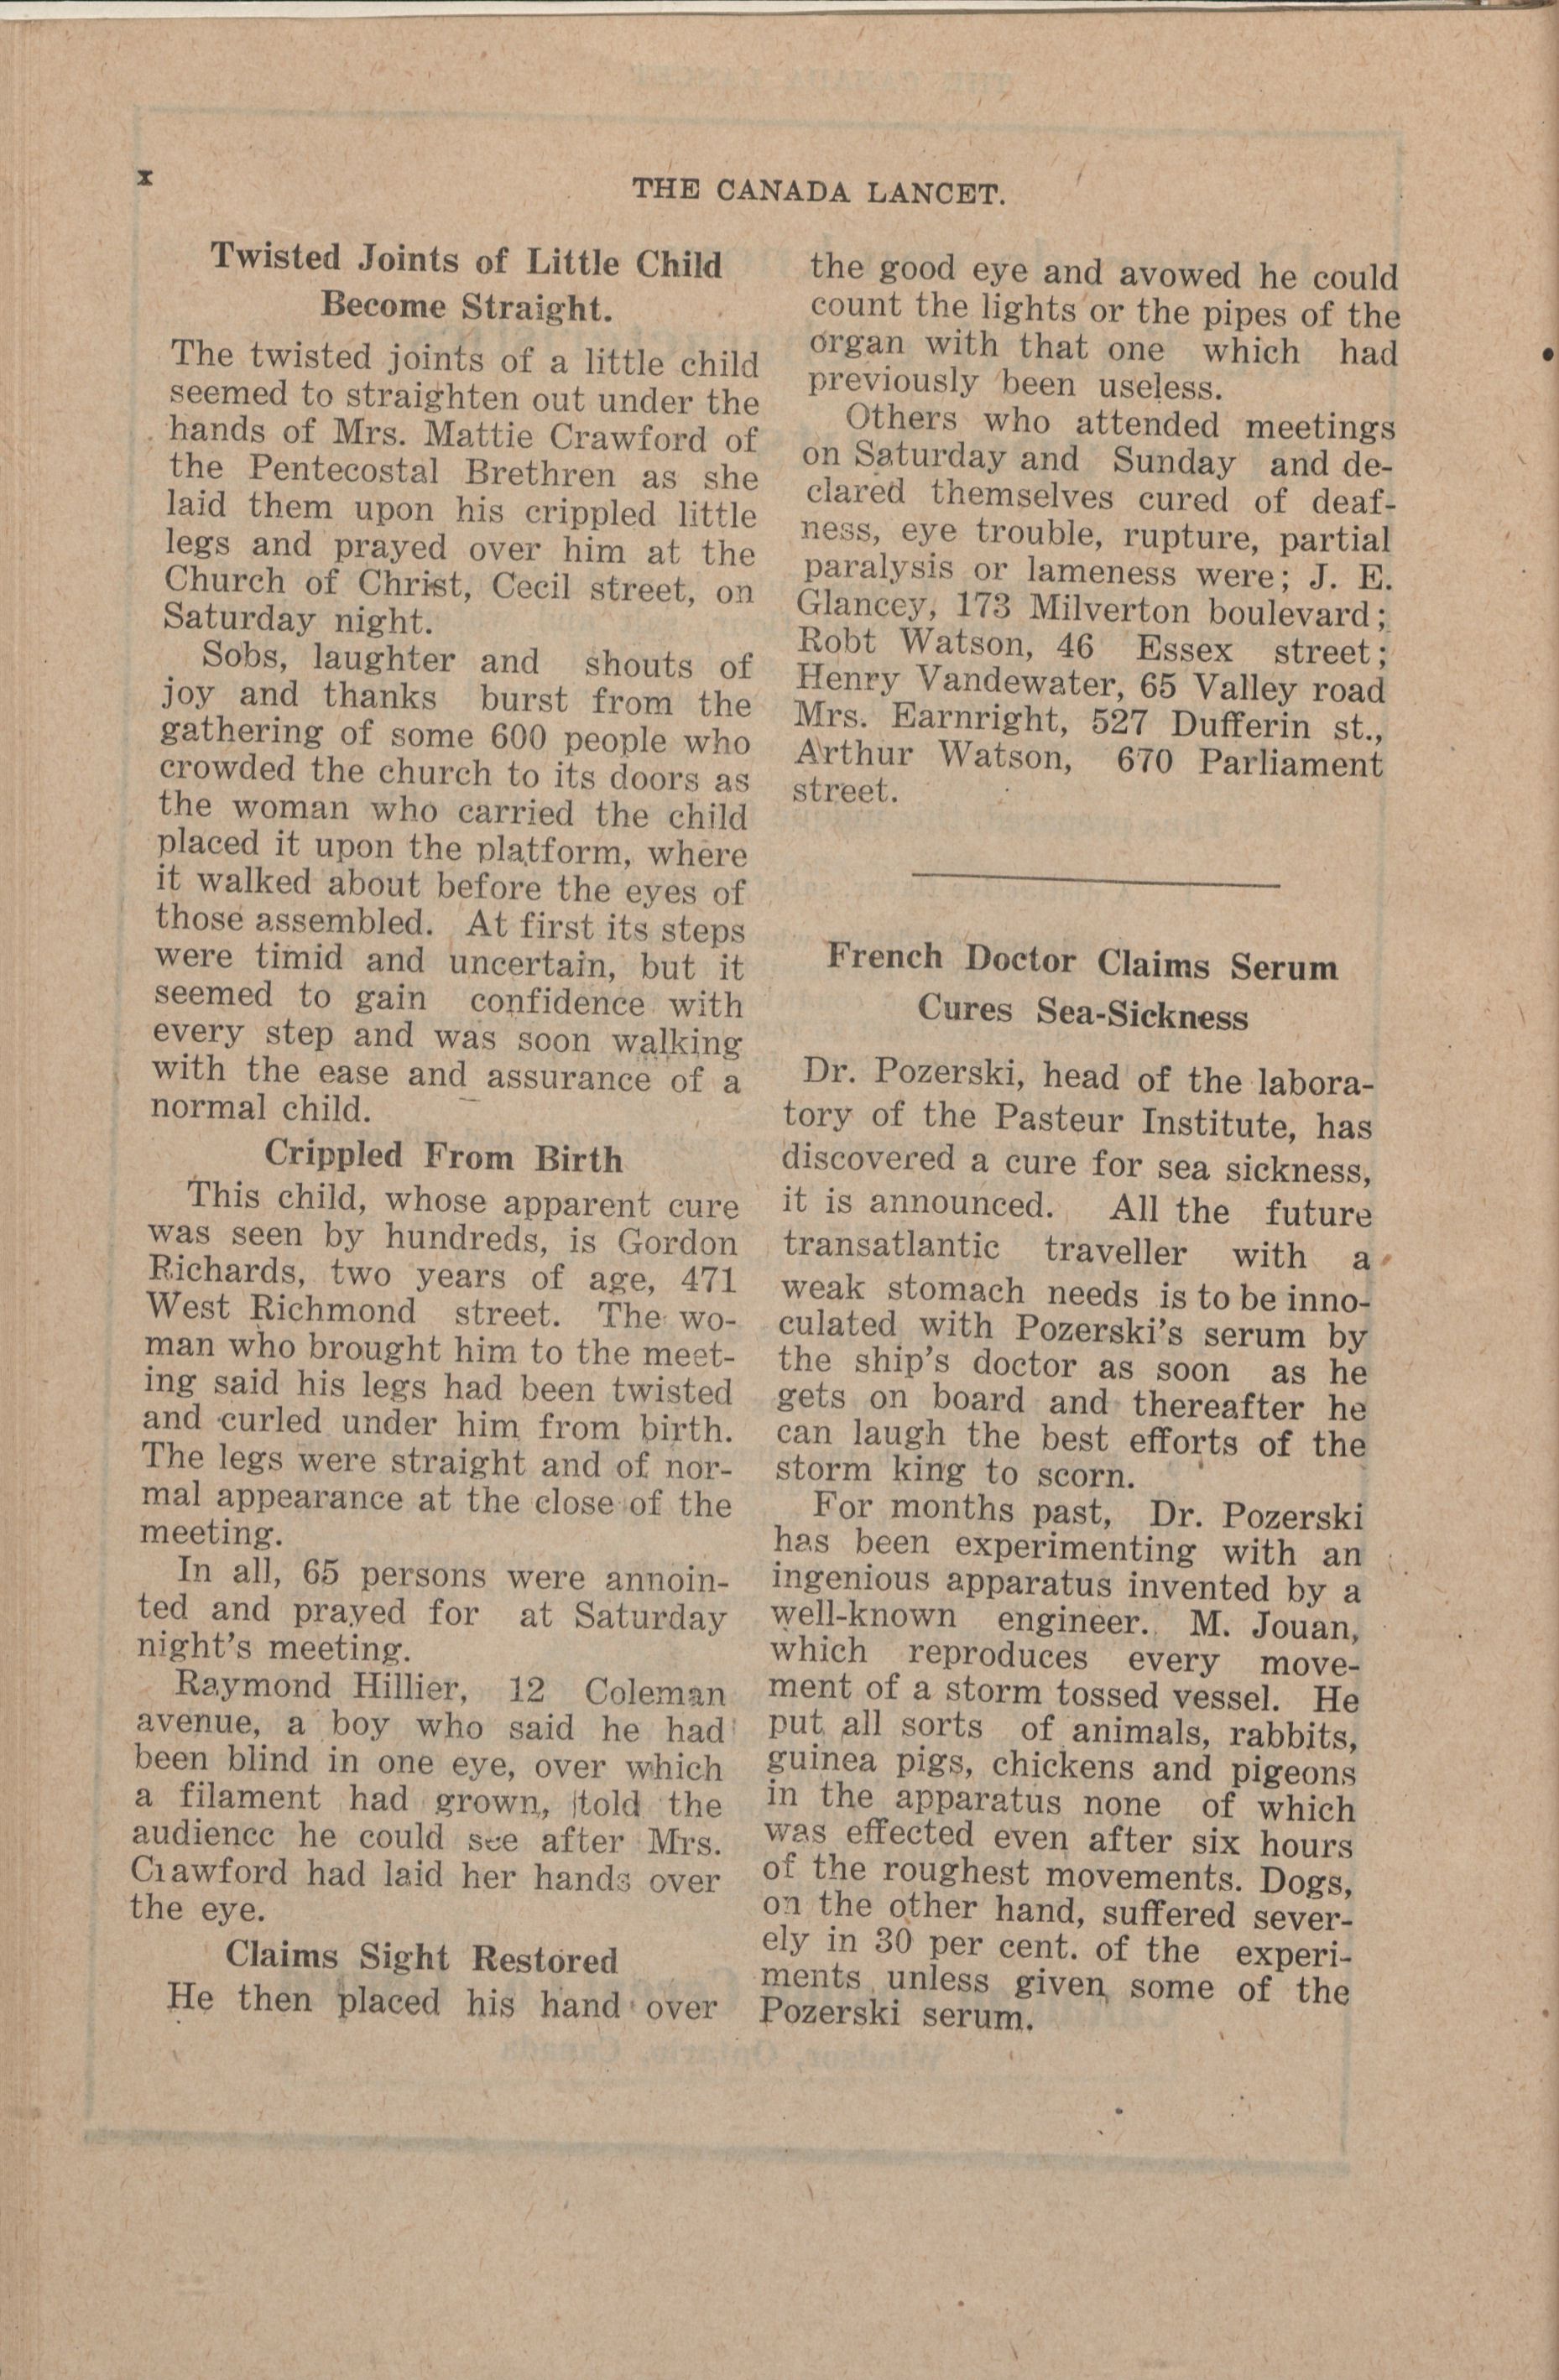 x
THE CANADA LANCET.
Twisted Joints of Little Child
Become Straight.
The twisted joints of a little child
seemed to straighten out under the
hands of Mrs. Mattie Crawford of
the Pentecostal Brethren as she
laid them upon his crippled little
legs and prayed over him at the
Church of Christ, Cecil street, on
Saturday night.
Sobs, laughter and shouts of
joy and thanks burst from the
gathering of some 600 people who
crowded the church to its doors as
the woman who carried the child
placed it upon the platform, where
it walked about before the eyes of
those assembled. At first its steps
were timid and uncertain, but it
seemed to gain confidence with
every step and was soon walking
with the ease and assurance of a
normal child.
Crippled From Birth
This child, whose apparent cure
was seen by hundreds, is Gordon
Richards, two years of age, 471
West Richmond street. The wo-
man who brought him to the meet-
ing said his legs had been twisted
and curled under him from birth.
The legs were straight and of nor-
mal appearance at the close of the
meeting.
In all, 65 persons were annoin-
ted and prayed for at Saturday
night's meeting.
Raymond Hillier, 12 Coleman
avenue, a boy who said he had
been blind in one eye, over which
a filament had grown, told the
audience he could see after Mrs.
Crawford had laid her hands over
the eye.
Claims Sight Restored
He then placed his hand over
the good eye and avowed he could
count the lights or the pipes of the
organ with that one which had
previously been useless.
Others who attended meetings
on Saturday and Sunday and de-
clared themselves cured of deaf-
ness, eye trouble, rupture, partial
paralysis or lameness were; J. E.
Glancey, 173 Milverton boulevard;
Robt Watson, 46 Essex street;
Henry Vandewater, 65 Valley road
Mrs. Earnright, 527 Dufferin st.,
Arthur Watson, 670 Parliament
street.
French Doctor Claims Serum
Cures Sea-Sickness
Dr. Pozerski, head of the labora-
tory of the Pasteur Institute, has
discovered a cure for sea sickness,
it is announced. All the future
transatlantic traveller with a
weak stomach needs is to be inno-
culated with Pozerski's serum by
the ship's doctor as soon as he
gets on board and thereafter he
can laugh the best efforts of the
storm king to scorn.
For months past, Dr. Pozerski
has been experimenting with an
ingenious apparatus invented by a
well-known engineer. M. Jouan,
which reproduces every move-
ment of a storm tossed vessel. He
put all sorts of animals, rabbits,
guinea pigs, chickens and pigeons
in the apparatus none of which
was effected even after six hours
of the roughest movements. Dogs,
on the other hand, suffered sever-
ely in 30 per cent. of the experi-
ments unless given some of the
Pozerski serum.